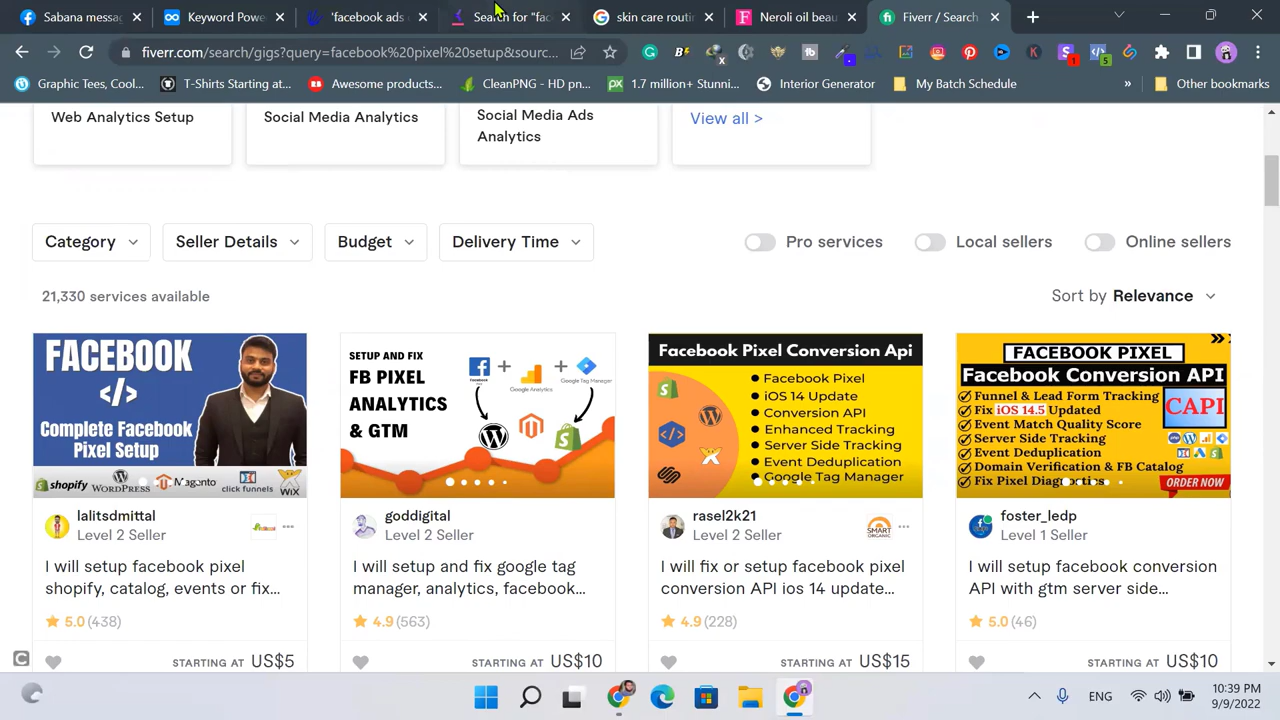 Sabana messag
Keyword Powe
"facebook ads
Search for "fac
skin care routin
Neroli oil beau
Fiverr / Search
fiverr.com/search/gigs?query=facebook%20pixel%20setup&sourc...
Graphic Tees, Cool...
T-Shirts Starting at...
Awesome products...
CleanPNG - HD pn...
1.7 million+ Stunni...
Interior Generator
My Batch Scheduler
»
Other bookmarks
Web Analytics Setup
Social Media Analytics
Social Media Ads
Analytics
View all >
Category
Seller Details
Budget
Delivery Time
Pro services
Local sellers
Online sellers
21,330 services available
Sort by Relevance
FACEBOOK
</>
Complete Facebook
Pixel Setup
shopify
WORDPRESS
Magento
click funnels
WIX
SETUP AND FIX
FB PIXEL
ANALYTICS
& GTM
Google Analytics
Google Tag Manager
Facebook Pixel Conversion Api
Facebook Pixel
iOS 14 Update
Conversion API
Enhanced Tracking
Server Side Tracking
Event Deduplication
Google Tag Manager
FACEBOOK PIXEL
Facebook Conversion API
Funnel & Lead Form Tracking
Fix iOS 14.5 Updated
Event Match Quality Score
Server Side Tracking
Event Deduplication
Domain Verification & FB Catalog
Fix Pixel Diagnostics
CAPI
ORDER NOW
lalitsdmittal
Level 2 Seller
goddigital
Level 2 Seller
rasel2k21
Level 2 Seller
SMART
ORGANIC
foster_ledp
Level 1 Seller
I will setup facebook pixel
shopify, catalog, events or fix...
I will setup and fix google tag
manager, analytics, facebook...
I will fix or setup facebook pixel
conversion API ios 14 update...
I will setup facebook conversion
API with gtm server side...
5.0 (438)
4.9 (563)
4.9 (228)
5.0 (46)
STARTING AT US$5
STARTING AT US$10
STARTING AT US$15
STARTING AT US$10
ENG
10:39 PM
9/9/2022